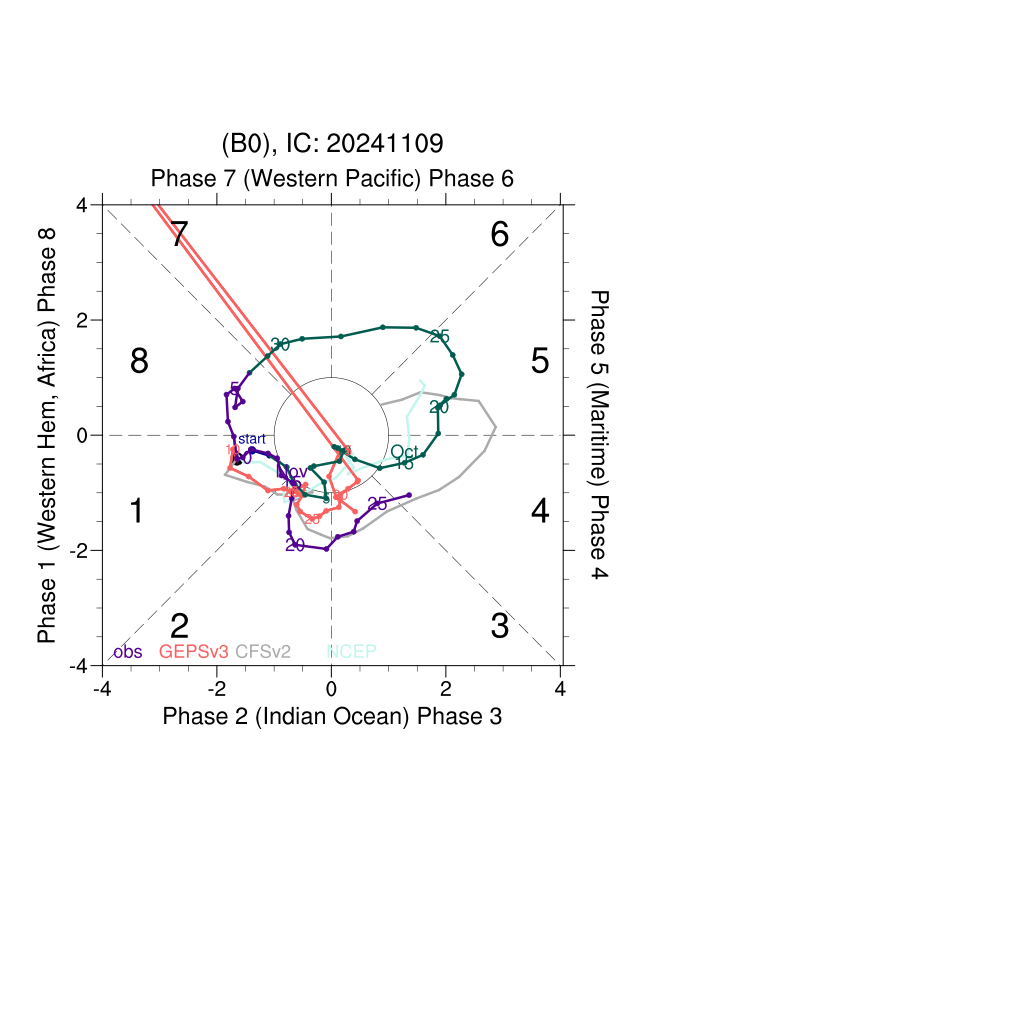 (B0), IC: 20241109
Phase 7 (Western Pacific) Phase 6
Phase 1 (Western Hem, Africa) Phase 8
Phase 5 (Maritime) Phase 4
Phase 2 (Indian Ocean) Phase 3
4
2
0
-2
-4
-4
-2
0
2
4
7
6
8
5
1
4
2
3
30
25
5
20
start
Oct
15
Nov
25
20
obs GEPSv3 CFSv2 NCEP